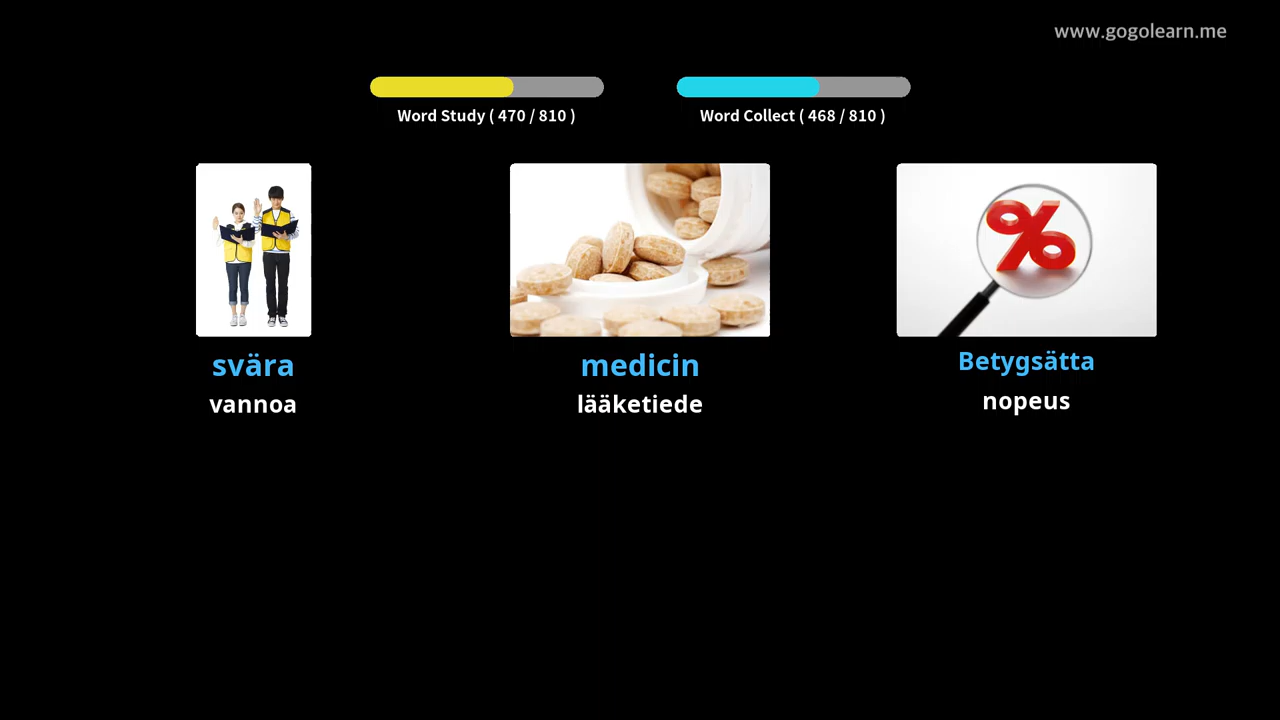 www.gogolearn.me
Word Study ( 470 / 810 )
Word Collect ( 468 / 810 )
svära
medicin
Betygsätta
vannoa
lääketiede
nopeus